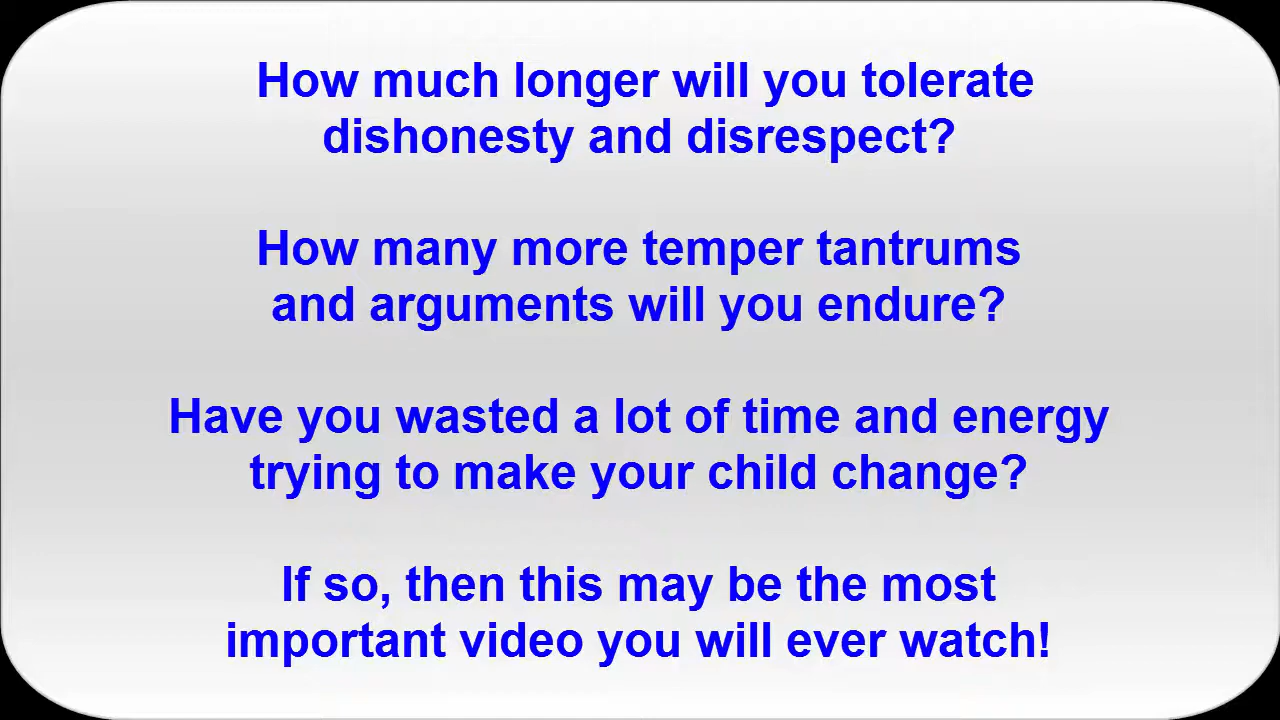 How much longer will you tolerate
dishonesty and disrespect?
How many more temper tantrums
and arguments will you endure?
Have you wasted a lot of time and energy
trying to make your child change?
If so, then this may be the most
important video you will ever watch!